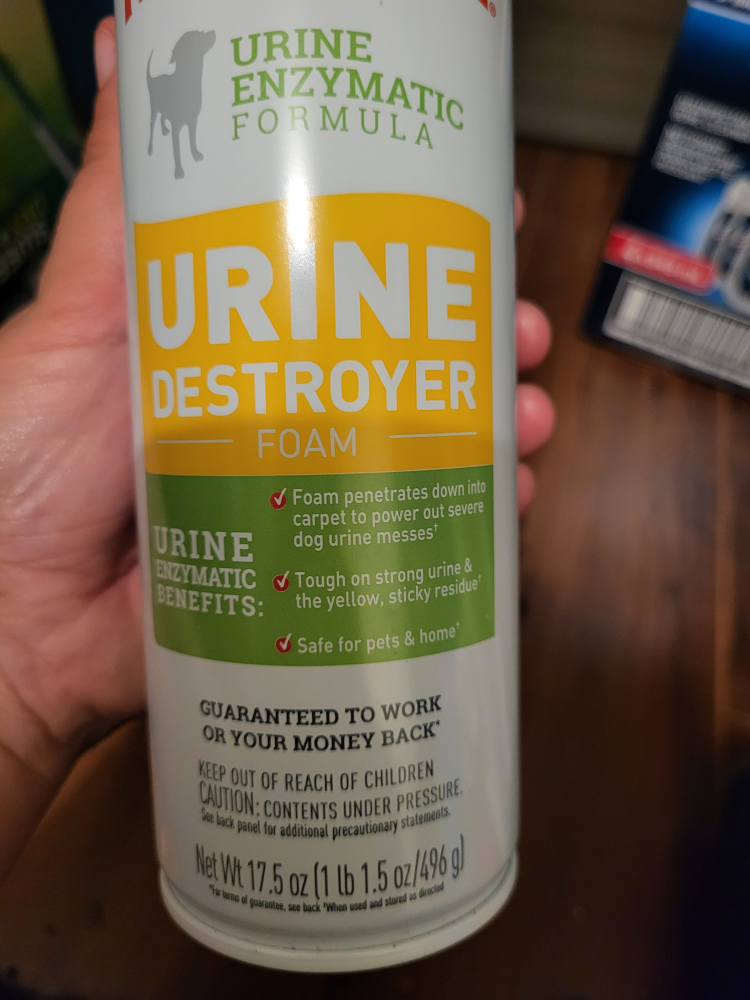 URINE
ENZYMATIC
FORMULA
URINE
DESTROYER
FOAM
URINE
ENZYMATIC
BENEFITS:
Foam penetrates down into
carpet to power out severe
dog urine messes†
Tough on strong urine &
the yellow, sticky residue†
Safe for pets & home†
GUARANTEED TO WORK
OR YOUR MONEY BACK*
KEEP OUT OF REACH OF CHILDREN
CAUTION: CONTENTS UNDER PRESSURE.
See back panel for additional precautionary statements.
Net Wt 17.5 oz (1 lb 1.5 oz/496 g)
*For terms of guarantee, see back †When used and stored as directed